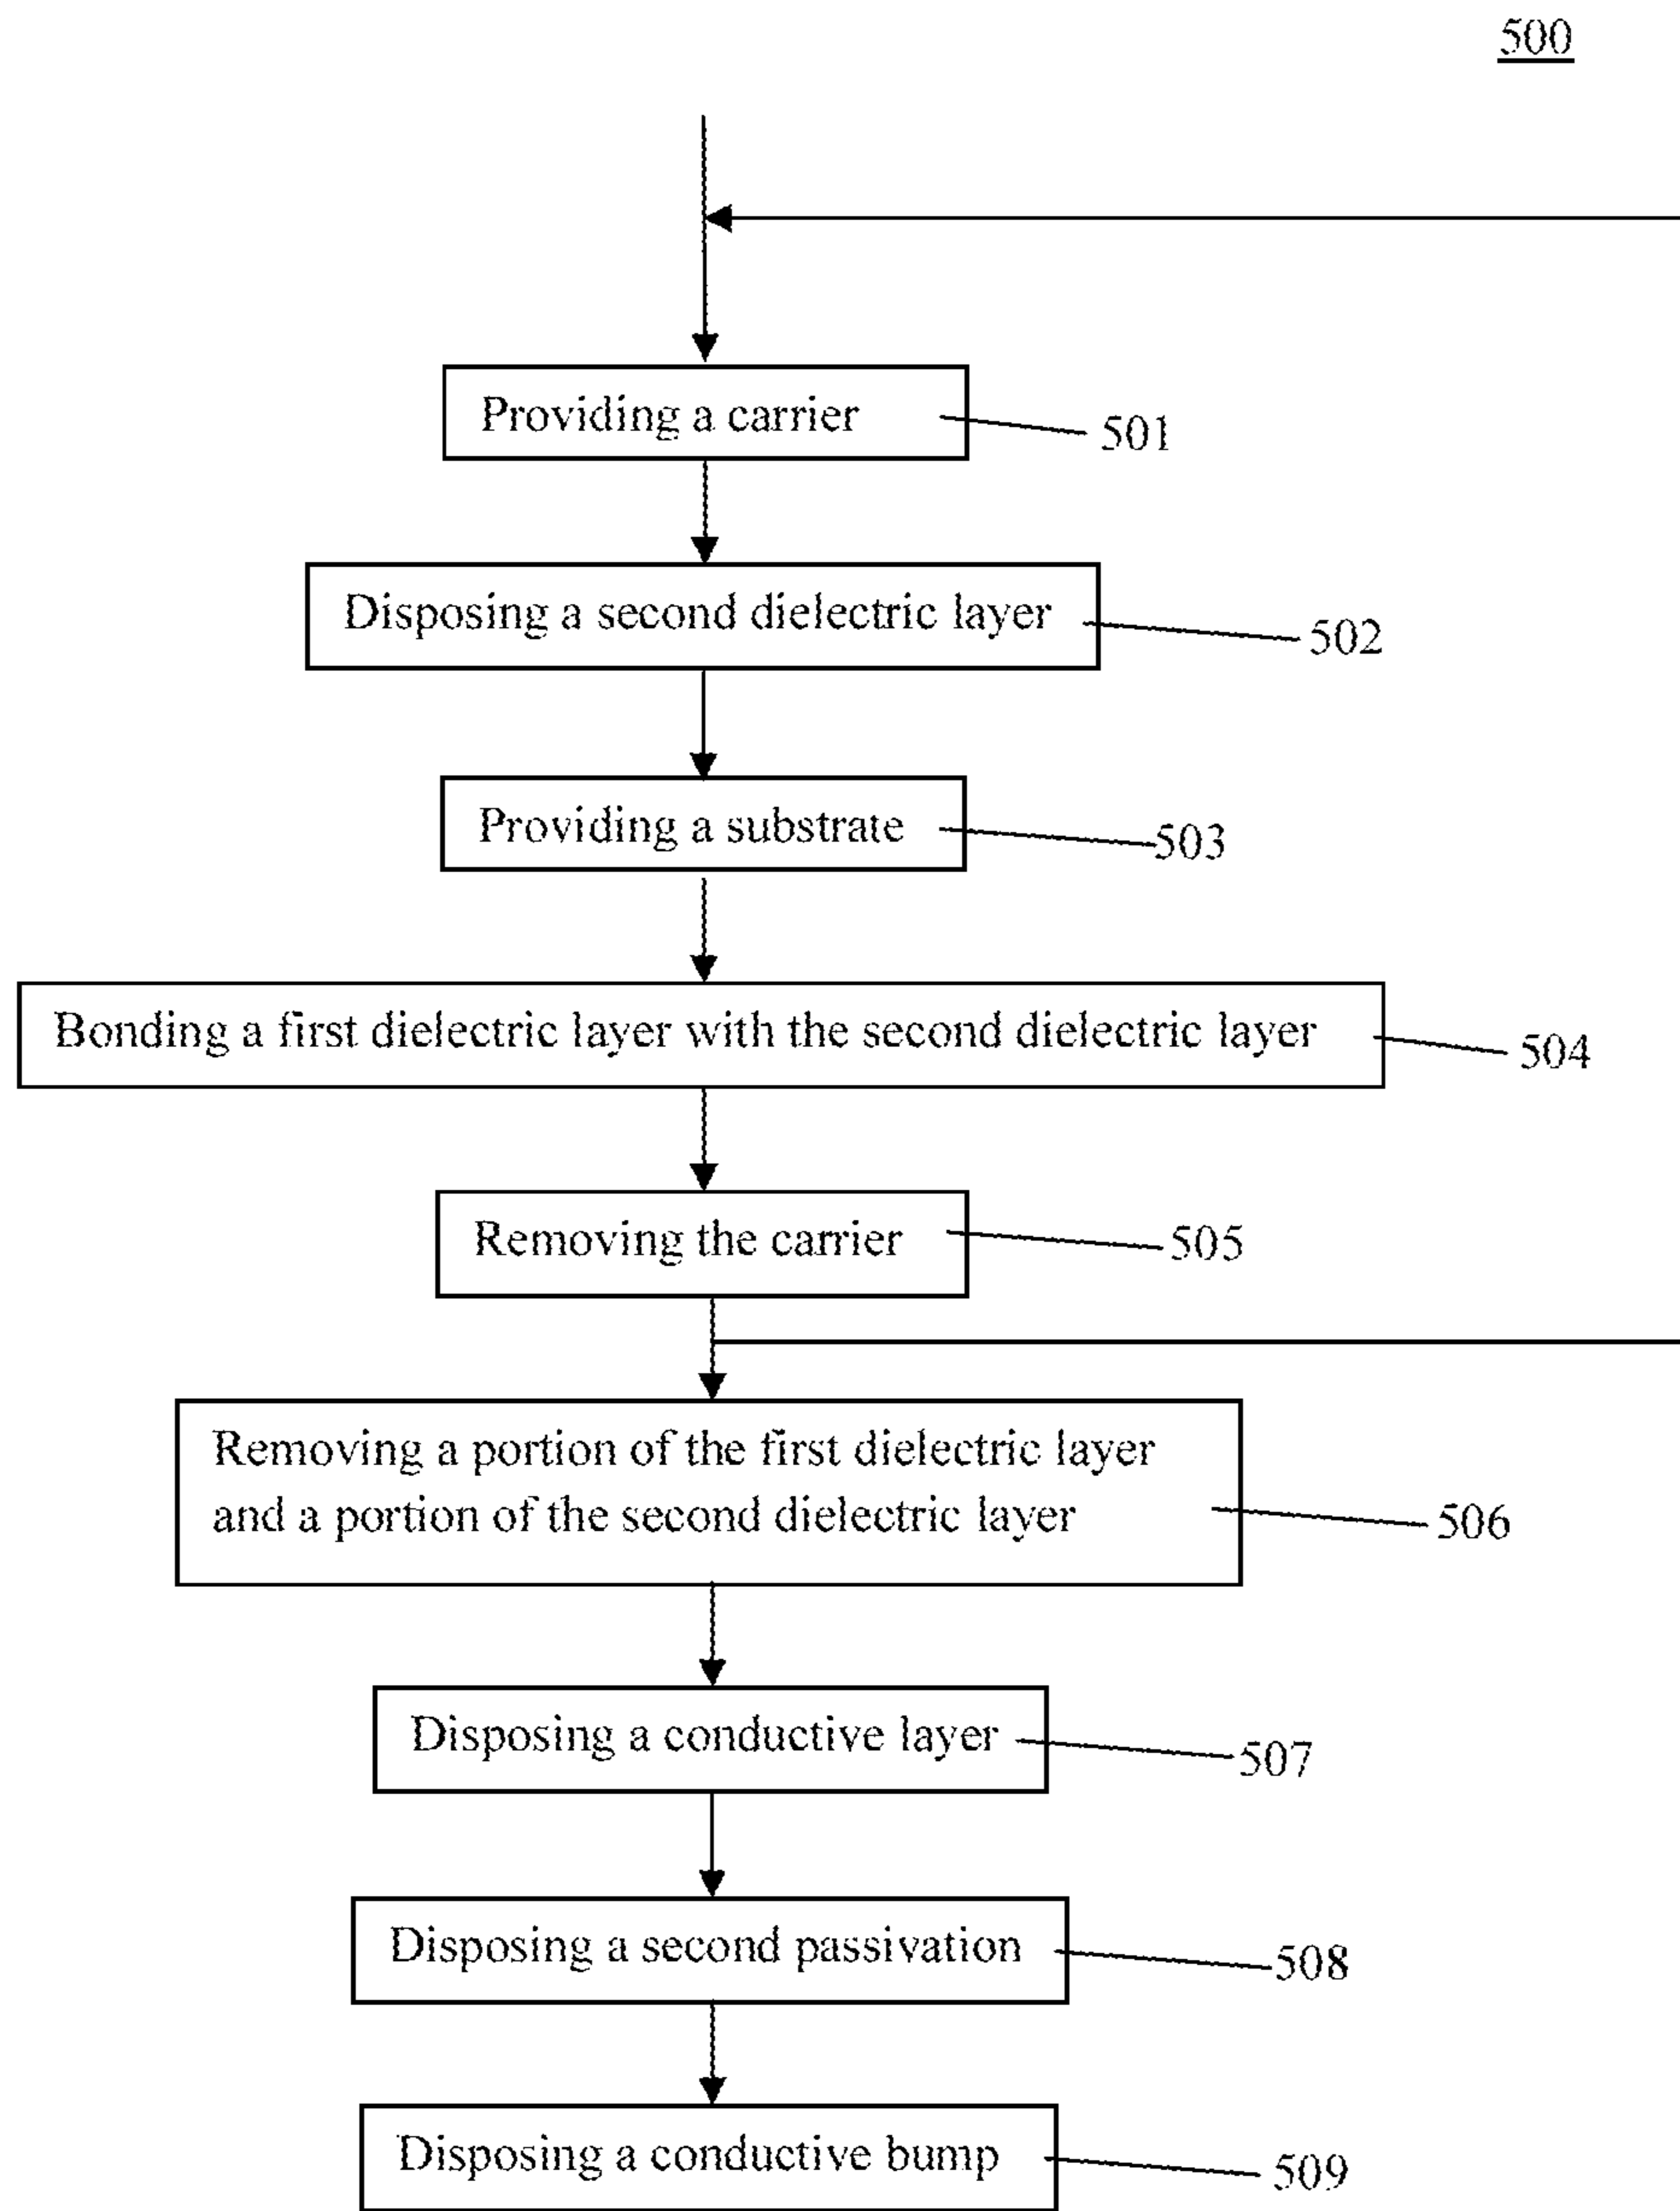 500
Providing a carrier
501
Disposing a second dielectric layer
502
Providing a substrate
503
Bonding a first dielectric layer with the second dielectric layer
504
Removing the carrier
505
Removing a portion of the first dielectric layer
and a portion of the second dielectric layer
506
Disposing a conductive layer
507
Disposing a second passivation
508
Disposing a conductive bump
509